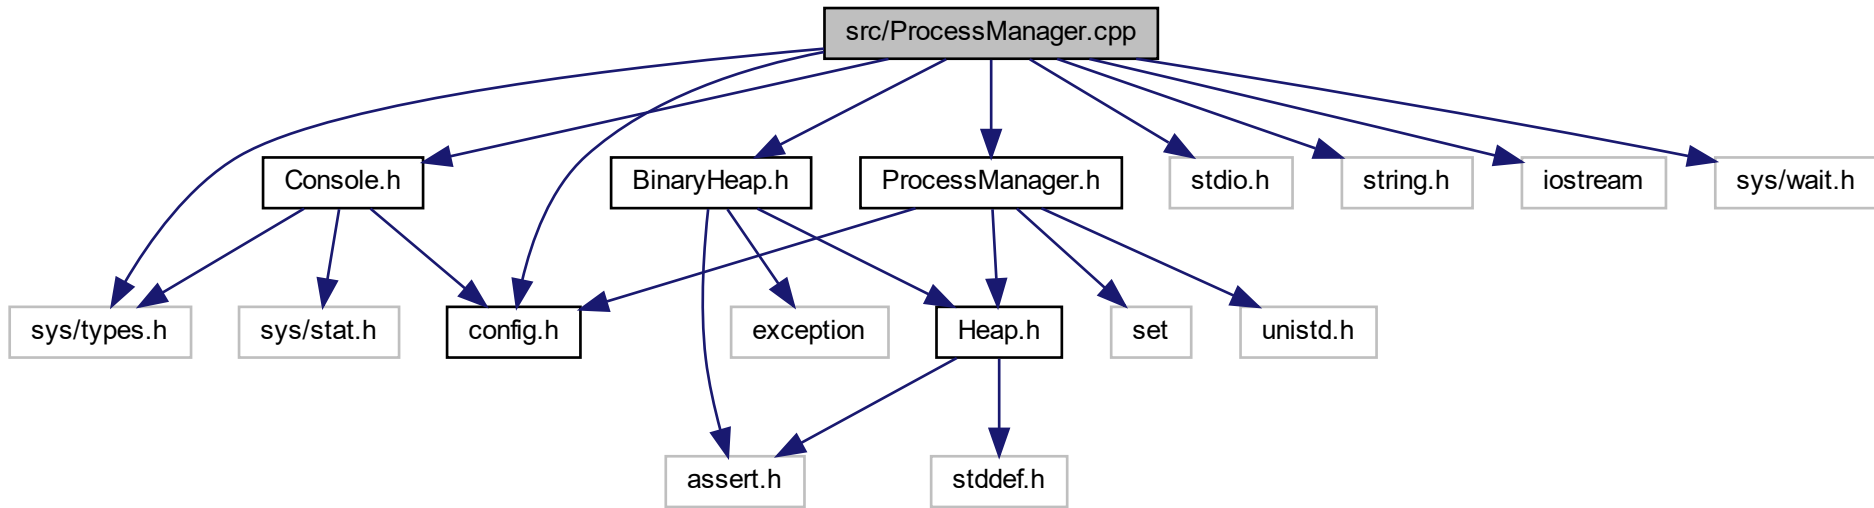 src/ProcessManager.cpp
Console.h
BinaryHeap.h
ProcessManager.h
stdio.h
string.h
iostream
sys/wait.h
sys/types.h
sys/stat.h
config.h
exception
Heap.h
set
unistd.h
assert.h
stddef.h